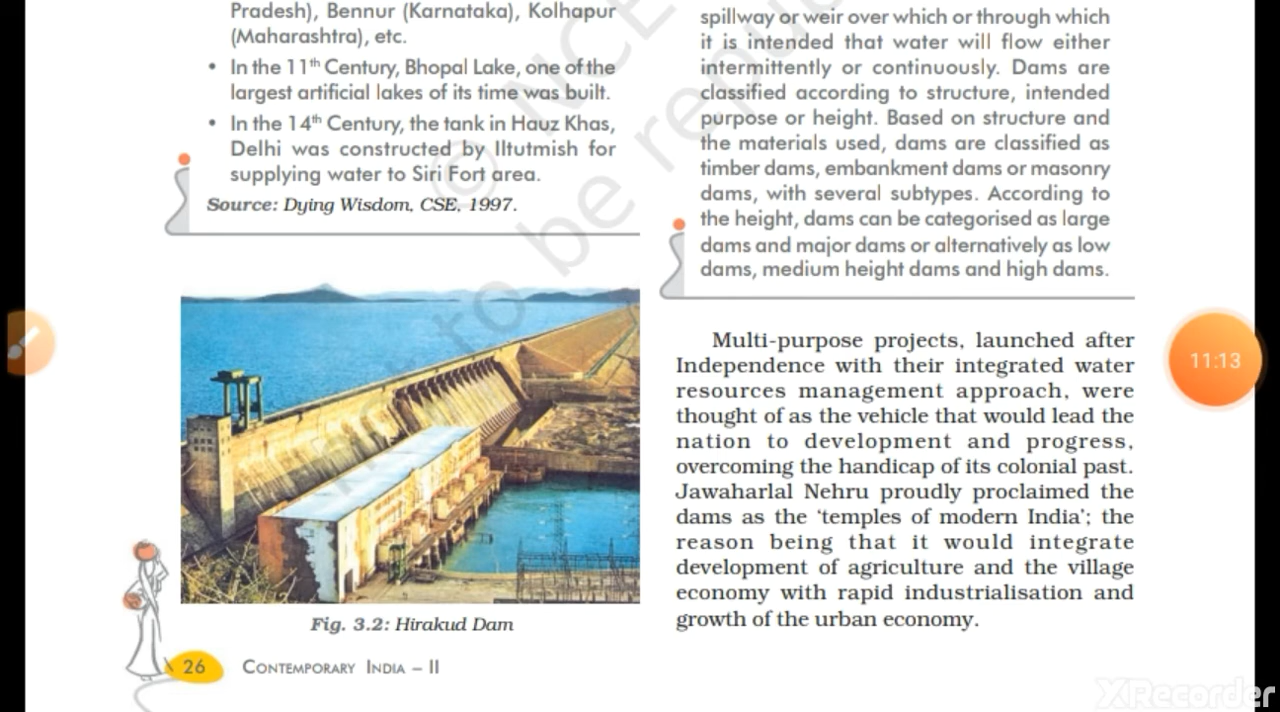 Pradesh), Bennur (Karnataka), Kolhapur
(Maharashtra), etc.
• In the 11th Century, Bhopal Lake, one of the
largest artificial lakes of its time was built.
• In the 14th Century, the tank in Hauz Khas,
Delhi was constructed by Iltutmish for
supplying water to Siri Fort area.
Source: Dying Wisdom, CSE, 1997.
Fig. 3.2: Hirakud Dam
26 CONTEMPORARY INDIA – II
spillway or weir over which or through which
it is intended that water will flow either
intermittently or continuously. Dams are
classified according to structure, intended
purpose or height. Based on structure and
the materials used, dams are classified as
timber dams, embankment dams or masonry
dams, with several subtypes. According to
the height, dams can be categorised as large
dams and major dams or alternatively as low
dams, medium height dams and high dams.
Multi-purpose projects, launched after
Independence with their integrated water
resources management approach, were
thought of as the vehicle that would lead the
nation to development and progress,
overcoming the handicap of its colonial past.
Jawaharlal Nehru proudly proclaimed the
dams as the ‘temples of modern India’; the
reason being that it would integrate
development of agriculture and the village
economy with rapid industrialisation and
growth of the urban economy.
11:13
XRecorder